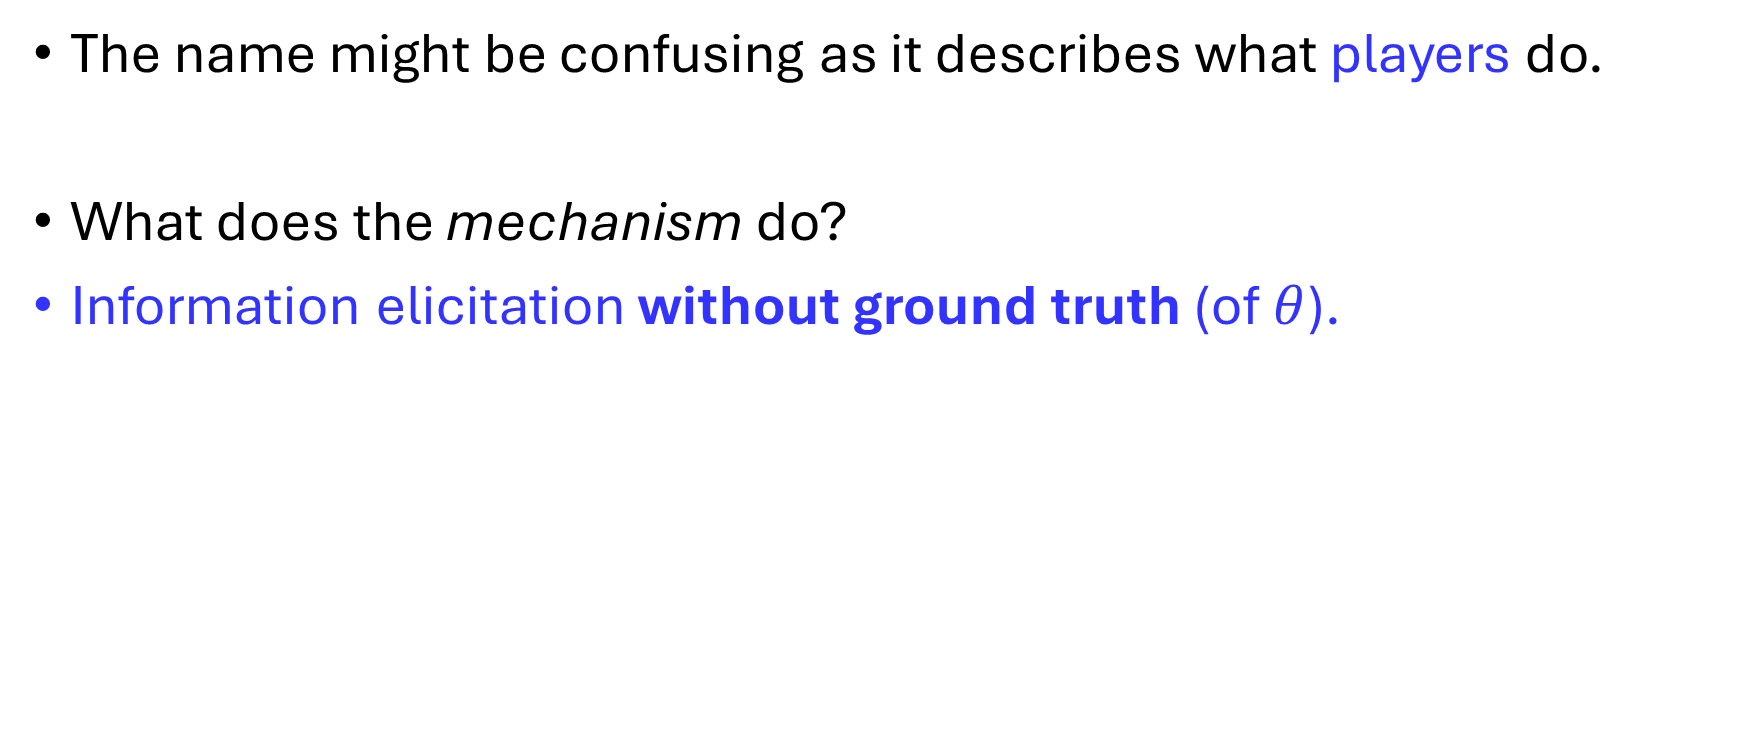 • The name might be confusing as it describes what players do.
• What does the mechanism do?
• Information elicitation without ground truth (of θ).